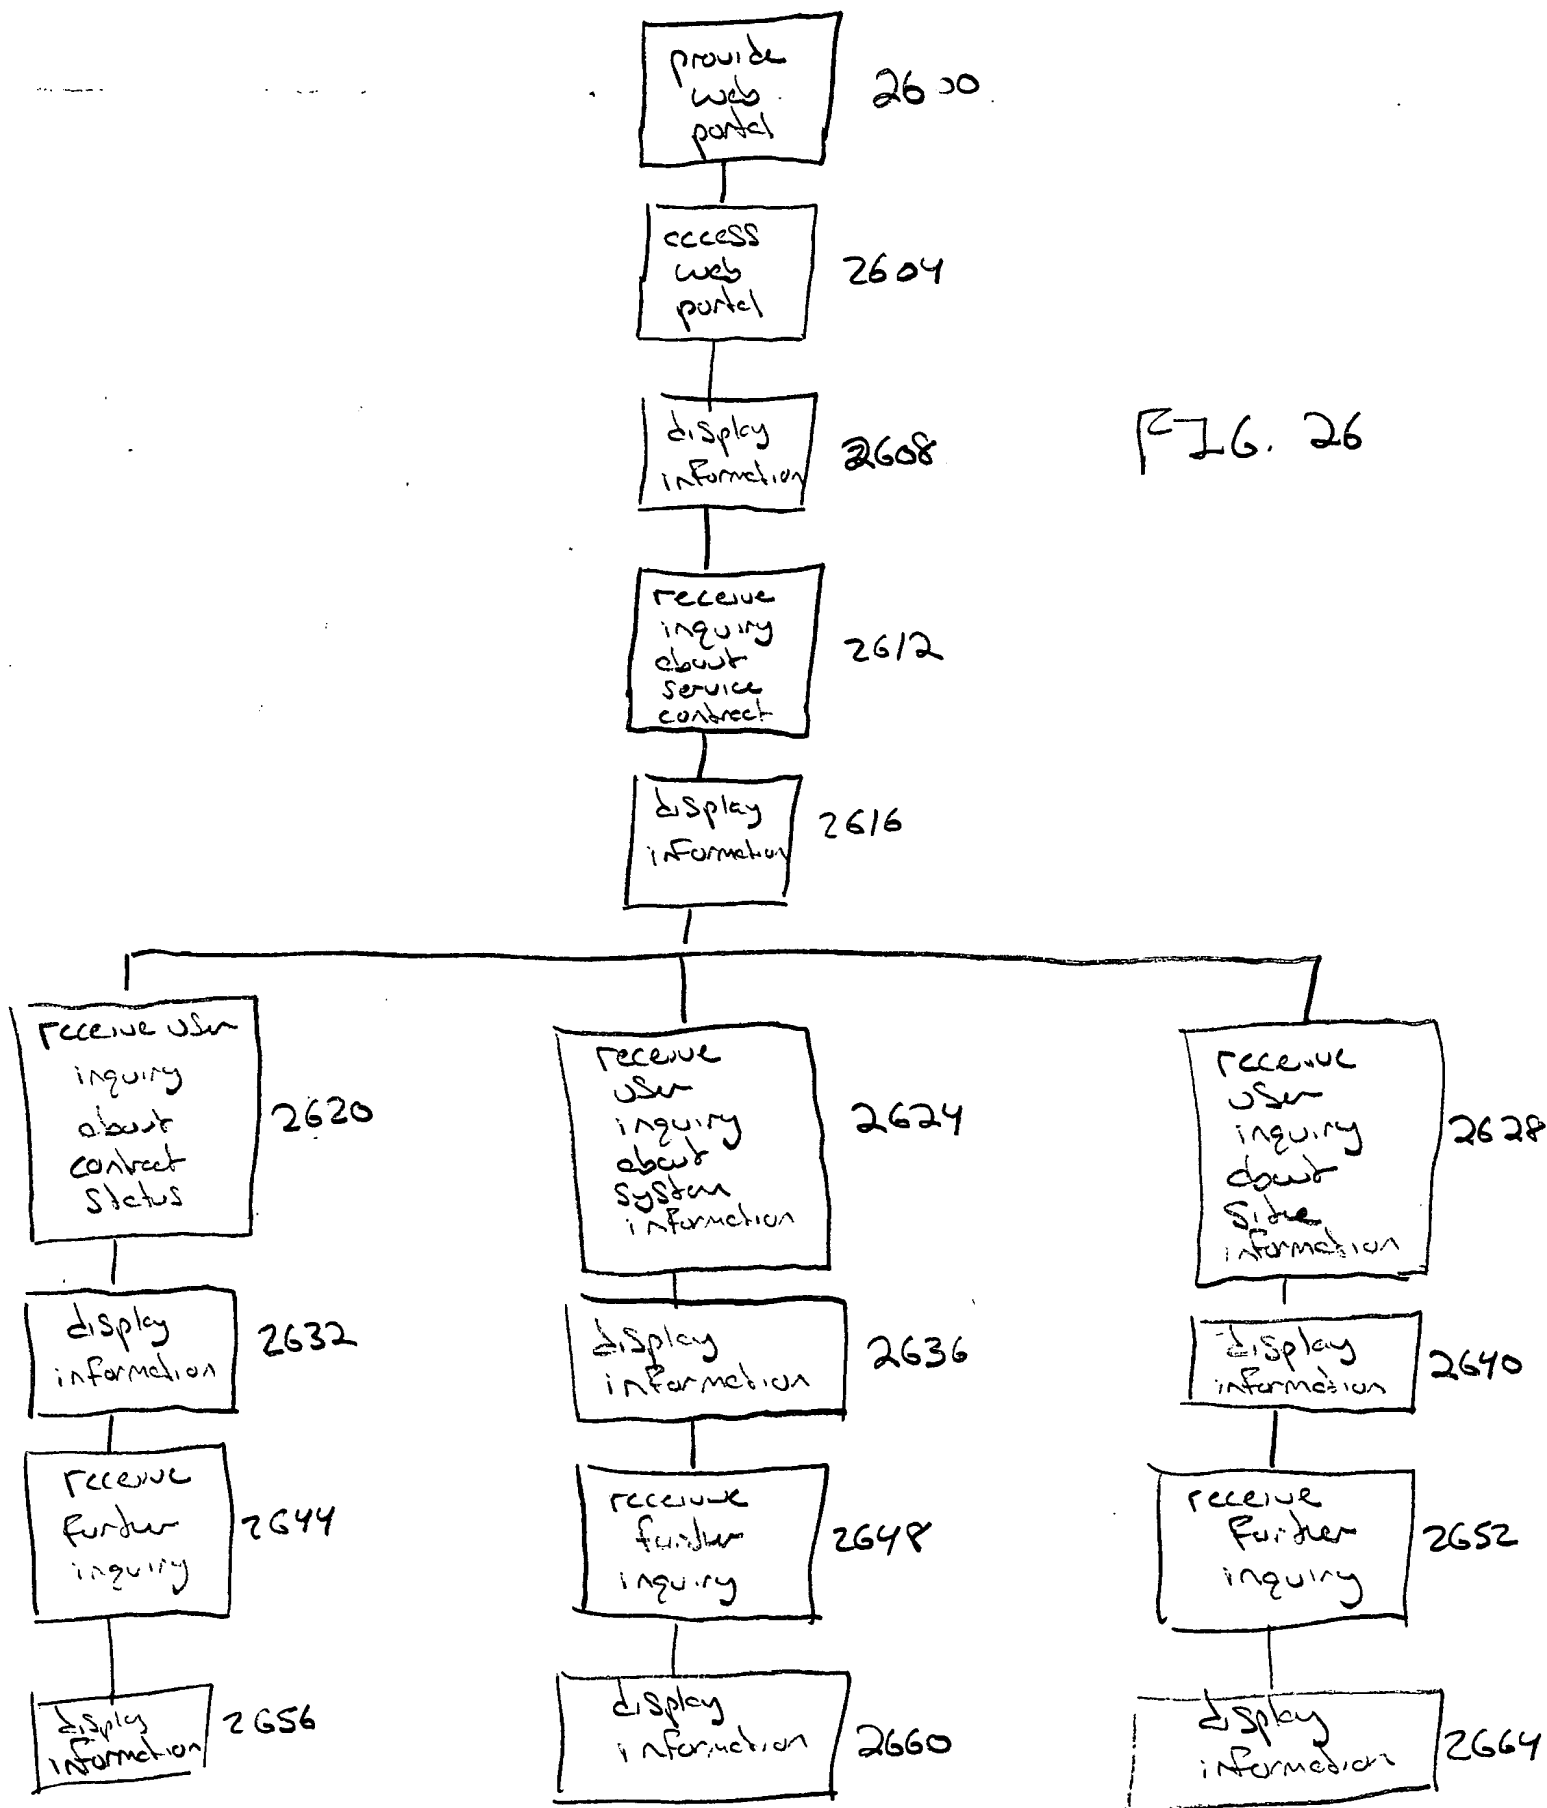 provide
web
portal
2600
access
web
portal
2604
display
information
2608
FIG. 26
receive
inquiry
about
service
contract
2612
display
information
2616
receive user
inquiry
about
contract
status
2620
receive
user
inquiry
about
system
information
2624
receive
user
inquiry
about
site
information
2628
display
information
2632
display
information
2636
display
information
2640
receive
further
inquiry
2644
receive
further
inquiry
2648
receive
further
inquiry
2652
display
information
2656
display
information
2660
display
information
2664